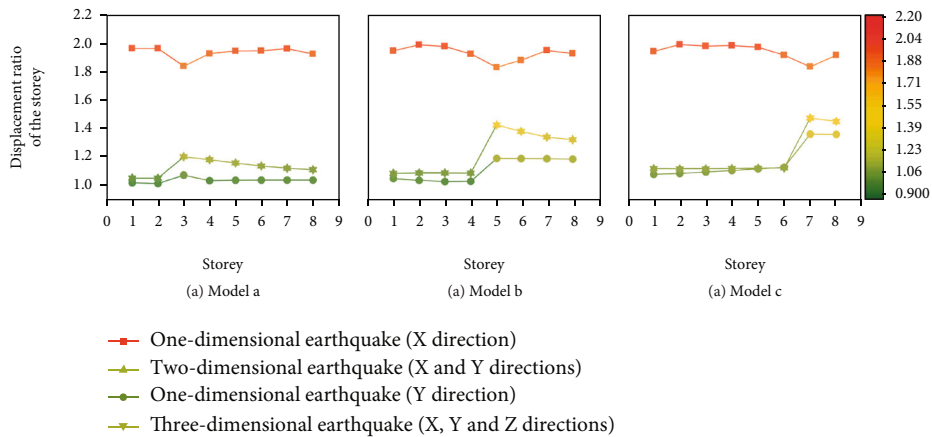 Displacement ratio
of the storey
2.2
2.0
1.8
1.6
1.4
1.2
1.0
0 1 2 3 4 5 6 7 8 9
0 1 2 3 4 5 6 7 8 9
0 1 2 3 4 5 6 7 8 9
2.20
2.04
1.88
1.71
1.55
1.39
1.23
1.06
0.900
Storey
Storey
Storey
(a) Model a
(a) Model b
(a) Model c
One-dimensional earthquake (X direction)
Two-dimensional earthquake (X and Y directions)
One-dimensional earthquake (Y direction)
Three-dimensional earthquake (X, Y and Z directions)